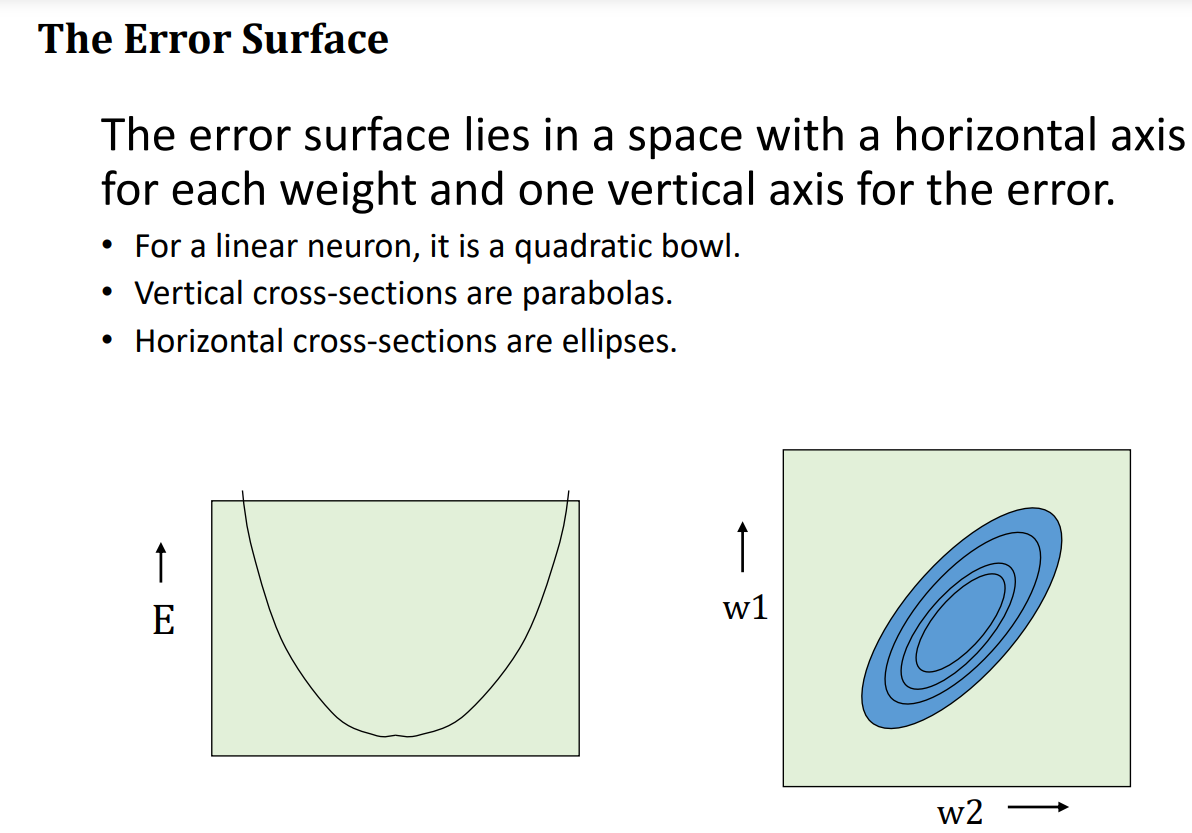 The Error Surface
The error surface lies in a space with a horizontal axis
for each weight and one vertical axis for the error.
• For a linear neuron, it is a quadratic bowl.
• Vertical cross-sections are parabolas.
• Horizontal cross-sections are ellipses.
E
w1
w2